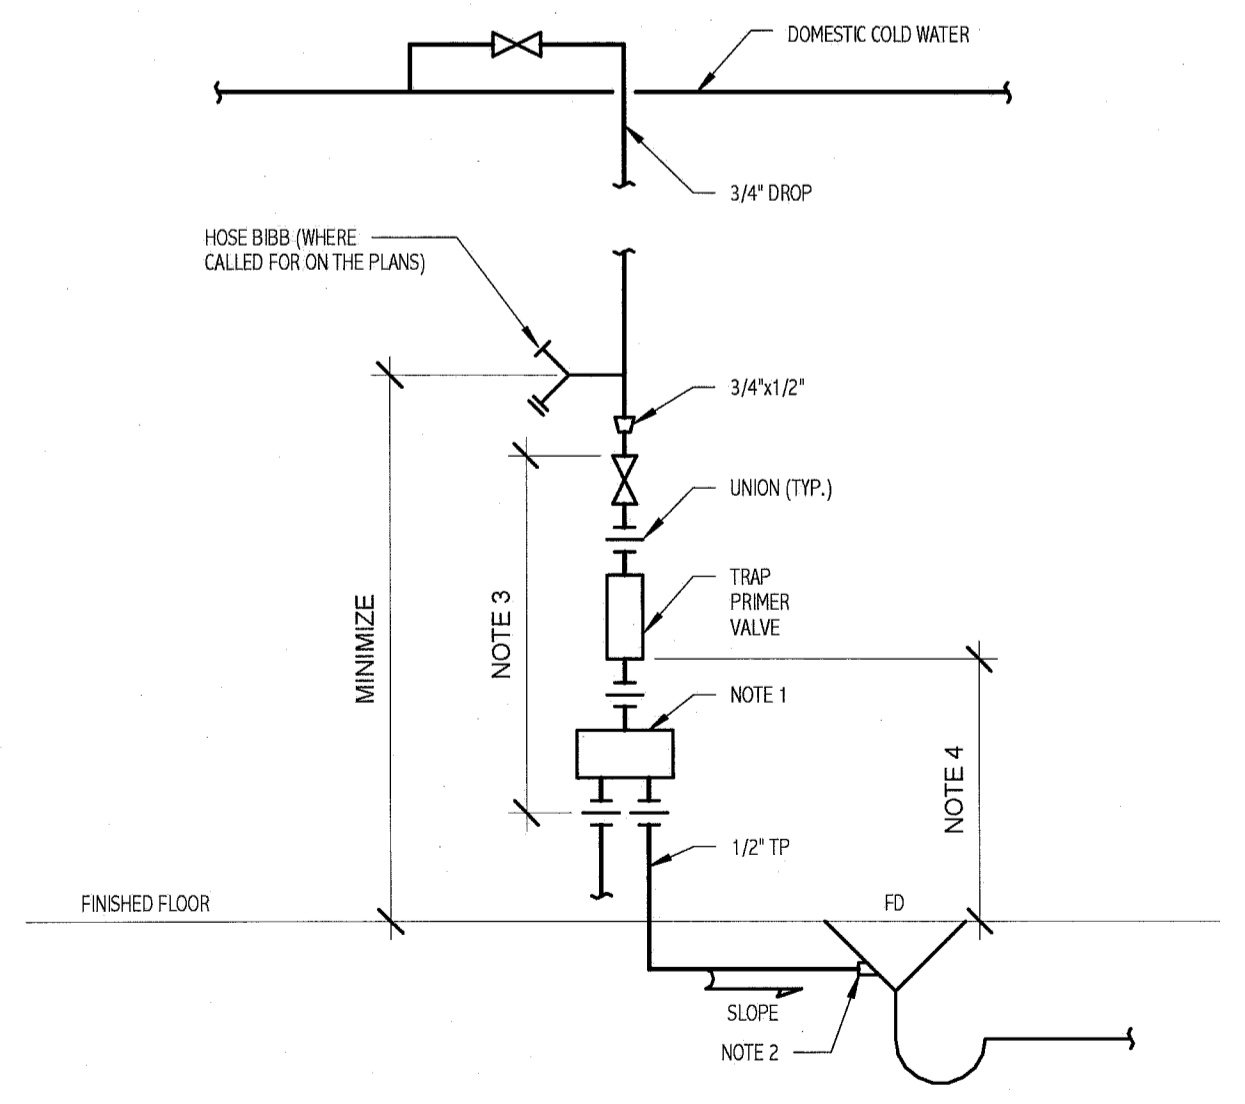 DOMESTIC COLD WATER
3/4" DROP
HOSE BIBB (WHERE
CALLED FOR ON THE PLANS)
3/4"x1/2"
UNION (TYP.)
TRAP
PRIMER
VALVE
MINIMIZE
NOTE 3
NOTE 1
NOTE 4
1/2" TP
FINISHED FLOOR
FD
SLOPE
NOTE 2